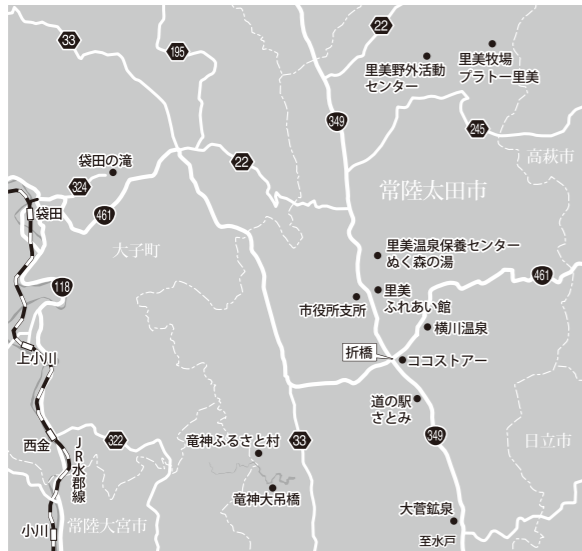 33
195
22
里美野外活動
センター
里美牧場
プラトー里美
349
245
高萩市
袋田の滝
22
324
常陸太田市
袋田
461
大子町
里美温泉保養センター
ぬく森の湯
461
118
里美
ふれあい館
市役所支所
横川温泉
折橋
ココストアー
上小川
道の駅
さとみ
西金
322
竜神ふるさと村
33
349
日立市
JR水郡線
竜神大吊橋
大菅鉱泉
小川
常陸大宮市
至水戸